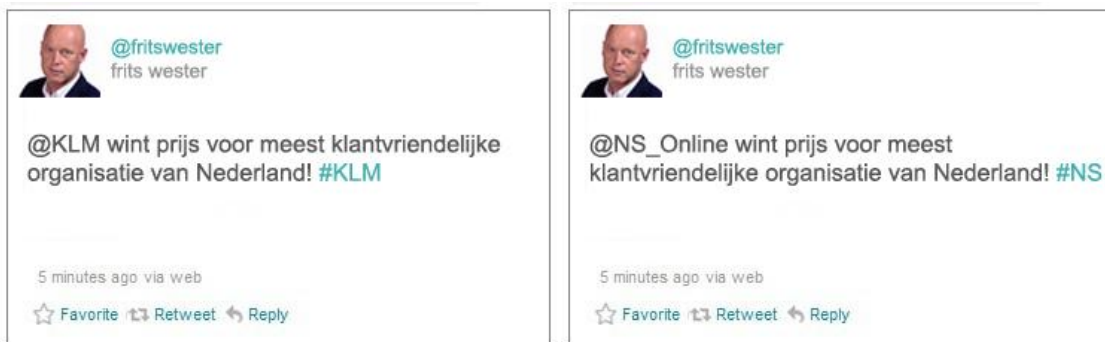 @fritswester
frits wester
@KLM wint prijs voor meest klantvriendelijke
organisatie van Nederland! #KLM
5 minutes ago via web
Favorite Retweet Reply
@fritswester
frits wester
@NS_Online wint prijs voor meest
klantvriendelijke organisatie van Nederland! #NS
5 minutes ago via web
Favorite Retweet Reply